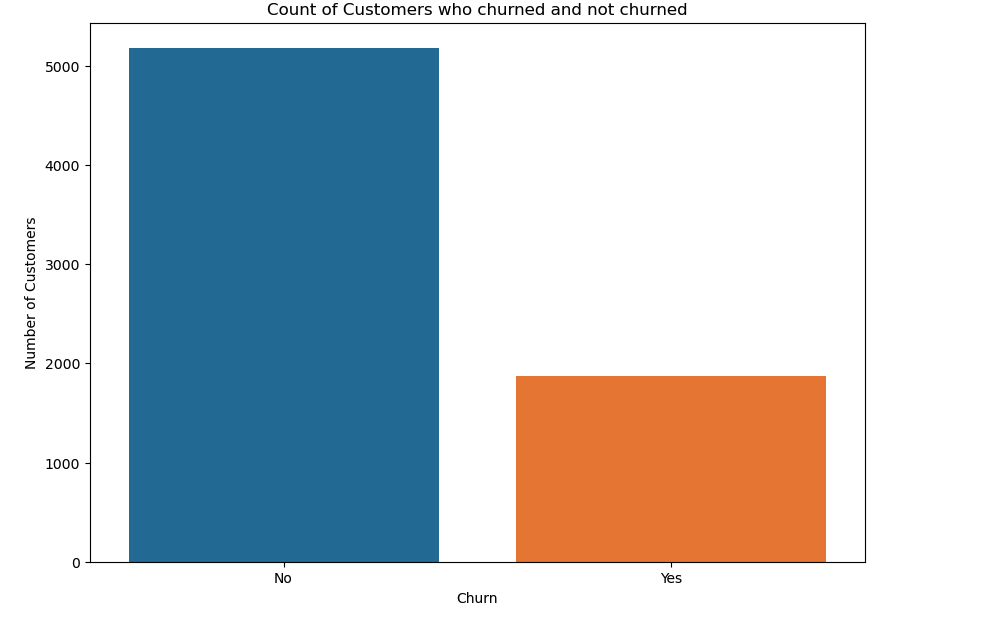 Count of Customers who churned and not churned
Number of Customers
5000
4000
3000
2000
1000
0
No
Yes
Churn